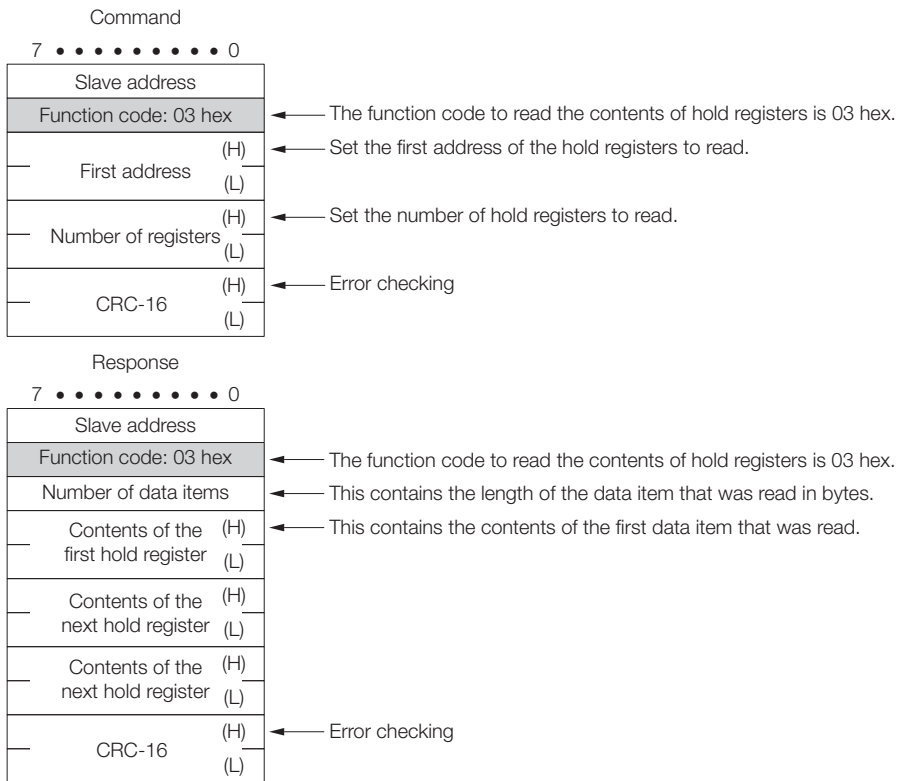 Command
7 • • • • • • • • • 0
Slave address
Function code: 03 hex
The function code to read the contents of hold registers is 03 hex.
First address
(H)
(L)
Set the first address of the hold registers to read.
Number of registers
(H)
(L)
Set the number of hold registers to read.
CRC-16
(H)
(L)
Error checking
Response
7 • • • • • • • • • 0
Slave address
Function code: 03 hex
The function code to read the contents of hold registers is 03 hex.
Number of data items
This contains the length of the data item that was read in bytes.
Contents of the
first hold register
(H)
(L)
This contains the contents of the first data item that was read.
Contents of the
next hold register
(H)
(L)
Contents of the
next hold register
(H)
(L)
CRC-16
(H)
(L)
Error checking